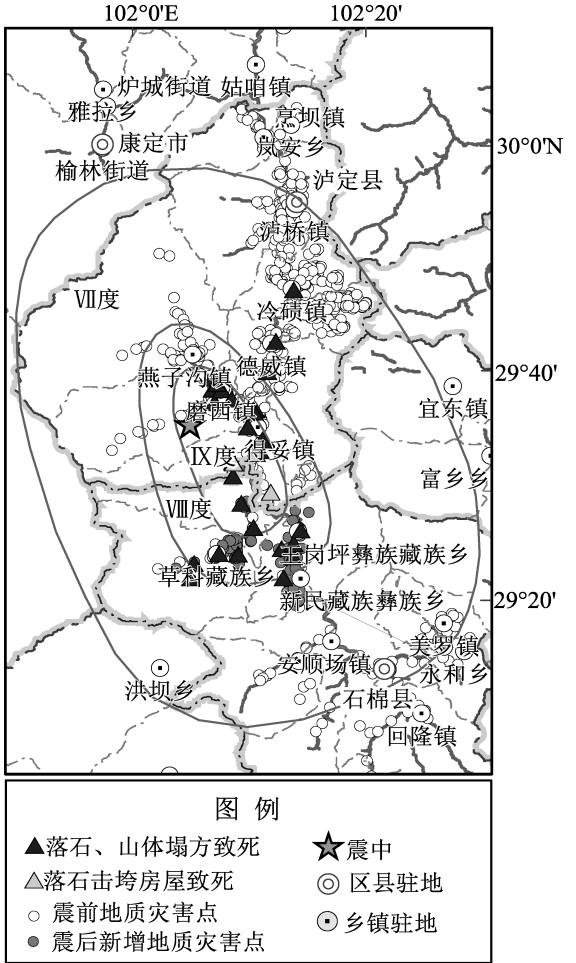 102°0'E 102°20'
炉城街道 姑咱镇
雅拉乡
亨坝镇
康定市
岚安乡
30°0'N
榆林街道
泸定县
泸桥镇
Ⅶ度
冷碛镇
德威镇
29°40'
燕子沟镇
磨西镇
宜东镇
Ⅸ度
得妥镇
富乡乡
Ⅷ度
王岗坪彝族藏族乡
草科藏族乡
新民藏族彝族乡
29°20'
美罗镇
安顺场镇
永和乡
洪坝乡
石棉县
回隆镇
图 例
落石、山体塌方致死
震中
落石击垮房屋致死
区县驻地
震前地质灾害点
乡镇驻地
震后新增地质灾害点